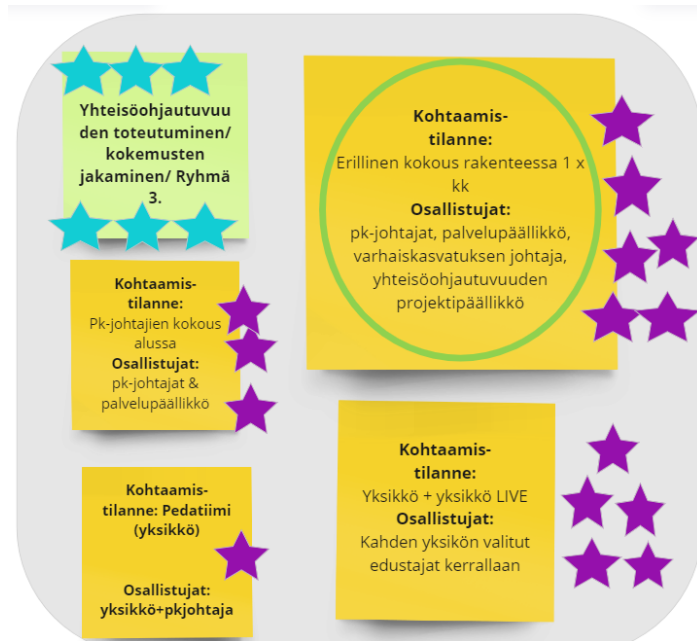 Yhteisöohjautuvuu
den toteutuminen/
kokemusten
jakaminen/ Ryhmä
3.
Kohtaamis-
tilanne:
Erillinen kokous rakenteessa 1 x
kk
Osallistujat:
pk-johtajat, palvelupäällikkö,
varhaiskasvatuksen johtaja,
yhteisöohjautuvuuden
projektipäällikkö
Kohtaamis-
tilanne:
Pk-johtajien kokous
alussa
Osallistujat:
pk-johtajat &
palvelupäällikkö
Kohtaamis-
tilanne:
Yksikkö + yksikkö LIVE
Osallistujat:
Kahden yksikön valitut
edustajat kerrallaan
Kohtaamis-
tilanne: Pedatiimi
(yksikkö)
Osallistujat:
yksikkö+pkjohtaja